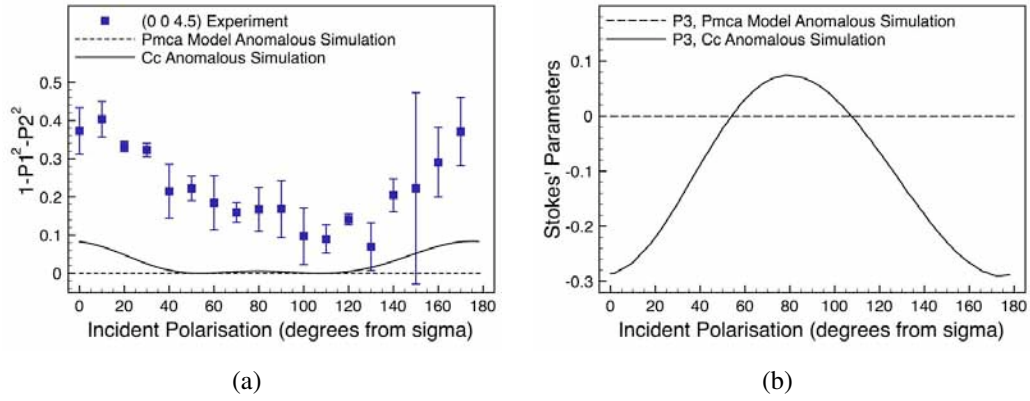 (0 0 4.5) Experiment
Pmca Model Anomalous Simulation
Cc Anomalous Simulation
1-P1²-P2²
0.5
0.4
0.3
0.2
0.1
0
0 20 40 60 80 100 120 140 160 180
Incident Polarisation (degrees from sigma)
(a)
P3, Pmca Model Anomalous Simulation
P3, Cc Anomalous Simulation
Stokes' Parameters
0.1
0
-0.1
-0.2
-0.3
0 20 40 60 80 100 120 140 160 180
Incident Polarisation (degrees from sigma)
(b)